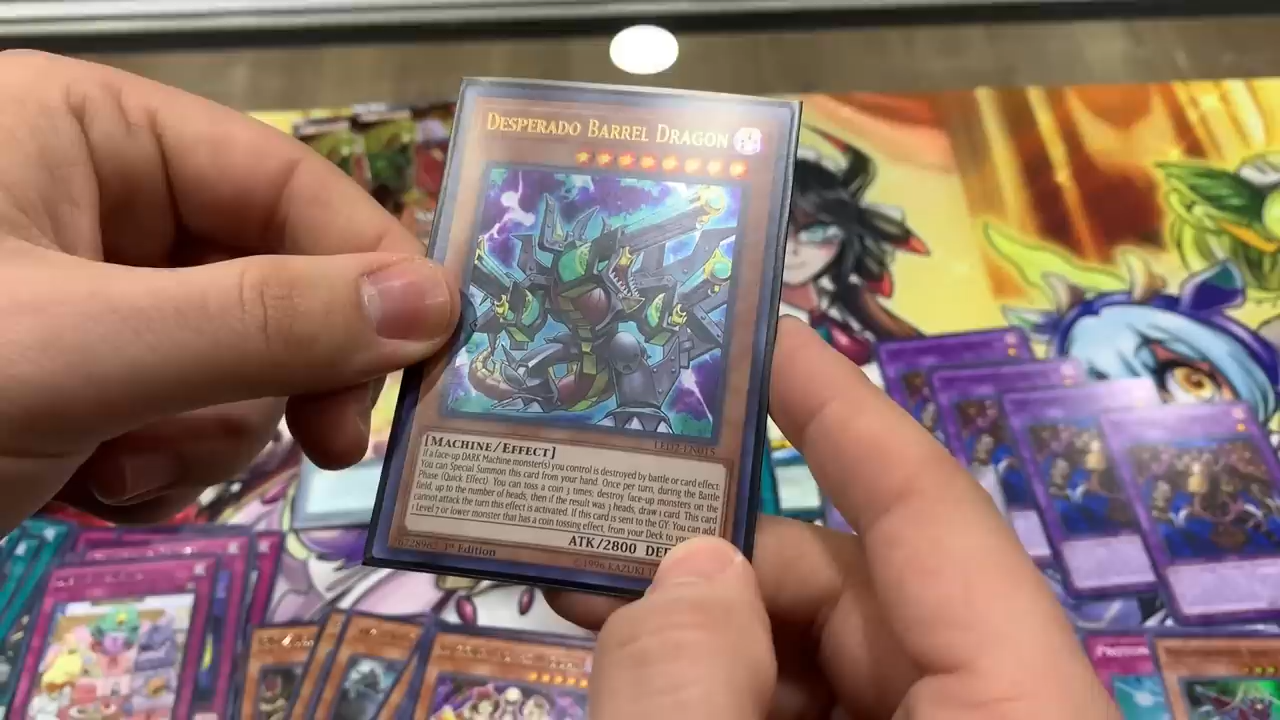 DESPERADO BARREL DRAGON
LED7-EN015
[MACHINE/EFFECT]
If a face-up DARK Machine monster(s) you control is destroyed by battle or card effect:
You can Special Summon this card from your hand. Once per turn, during the Battle
Phase (Quick Effect): You can toss a coin 3 times; destroy face-up monsters on the
field, up to the number of heads, then if the result was 3 heads, draw 1 card. This card
cannot attack the turn this effect is activated. If this card is sent to the GY: You can add
1 Level 7 or lower monster that has a coin tossing effect, from your Deck to
ATK/2800
1st Edition
©1996 KAZUKI